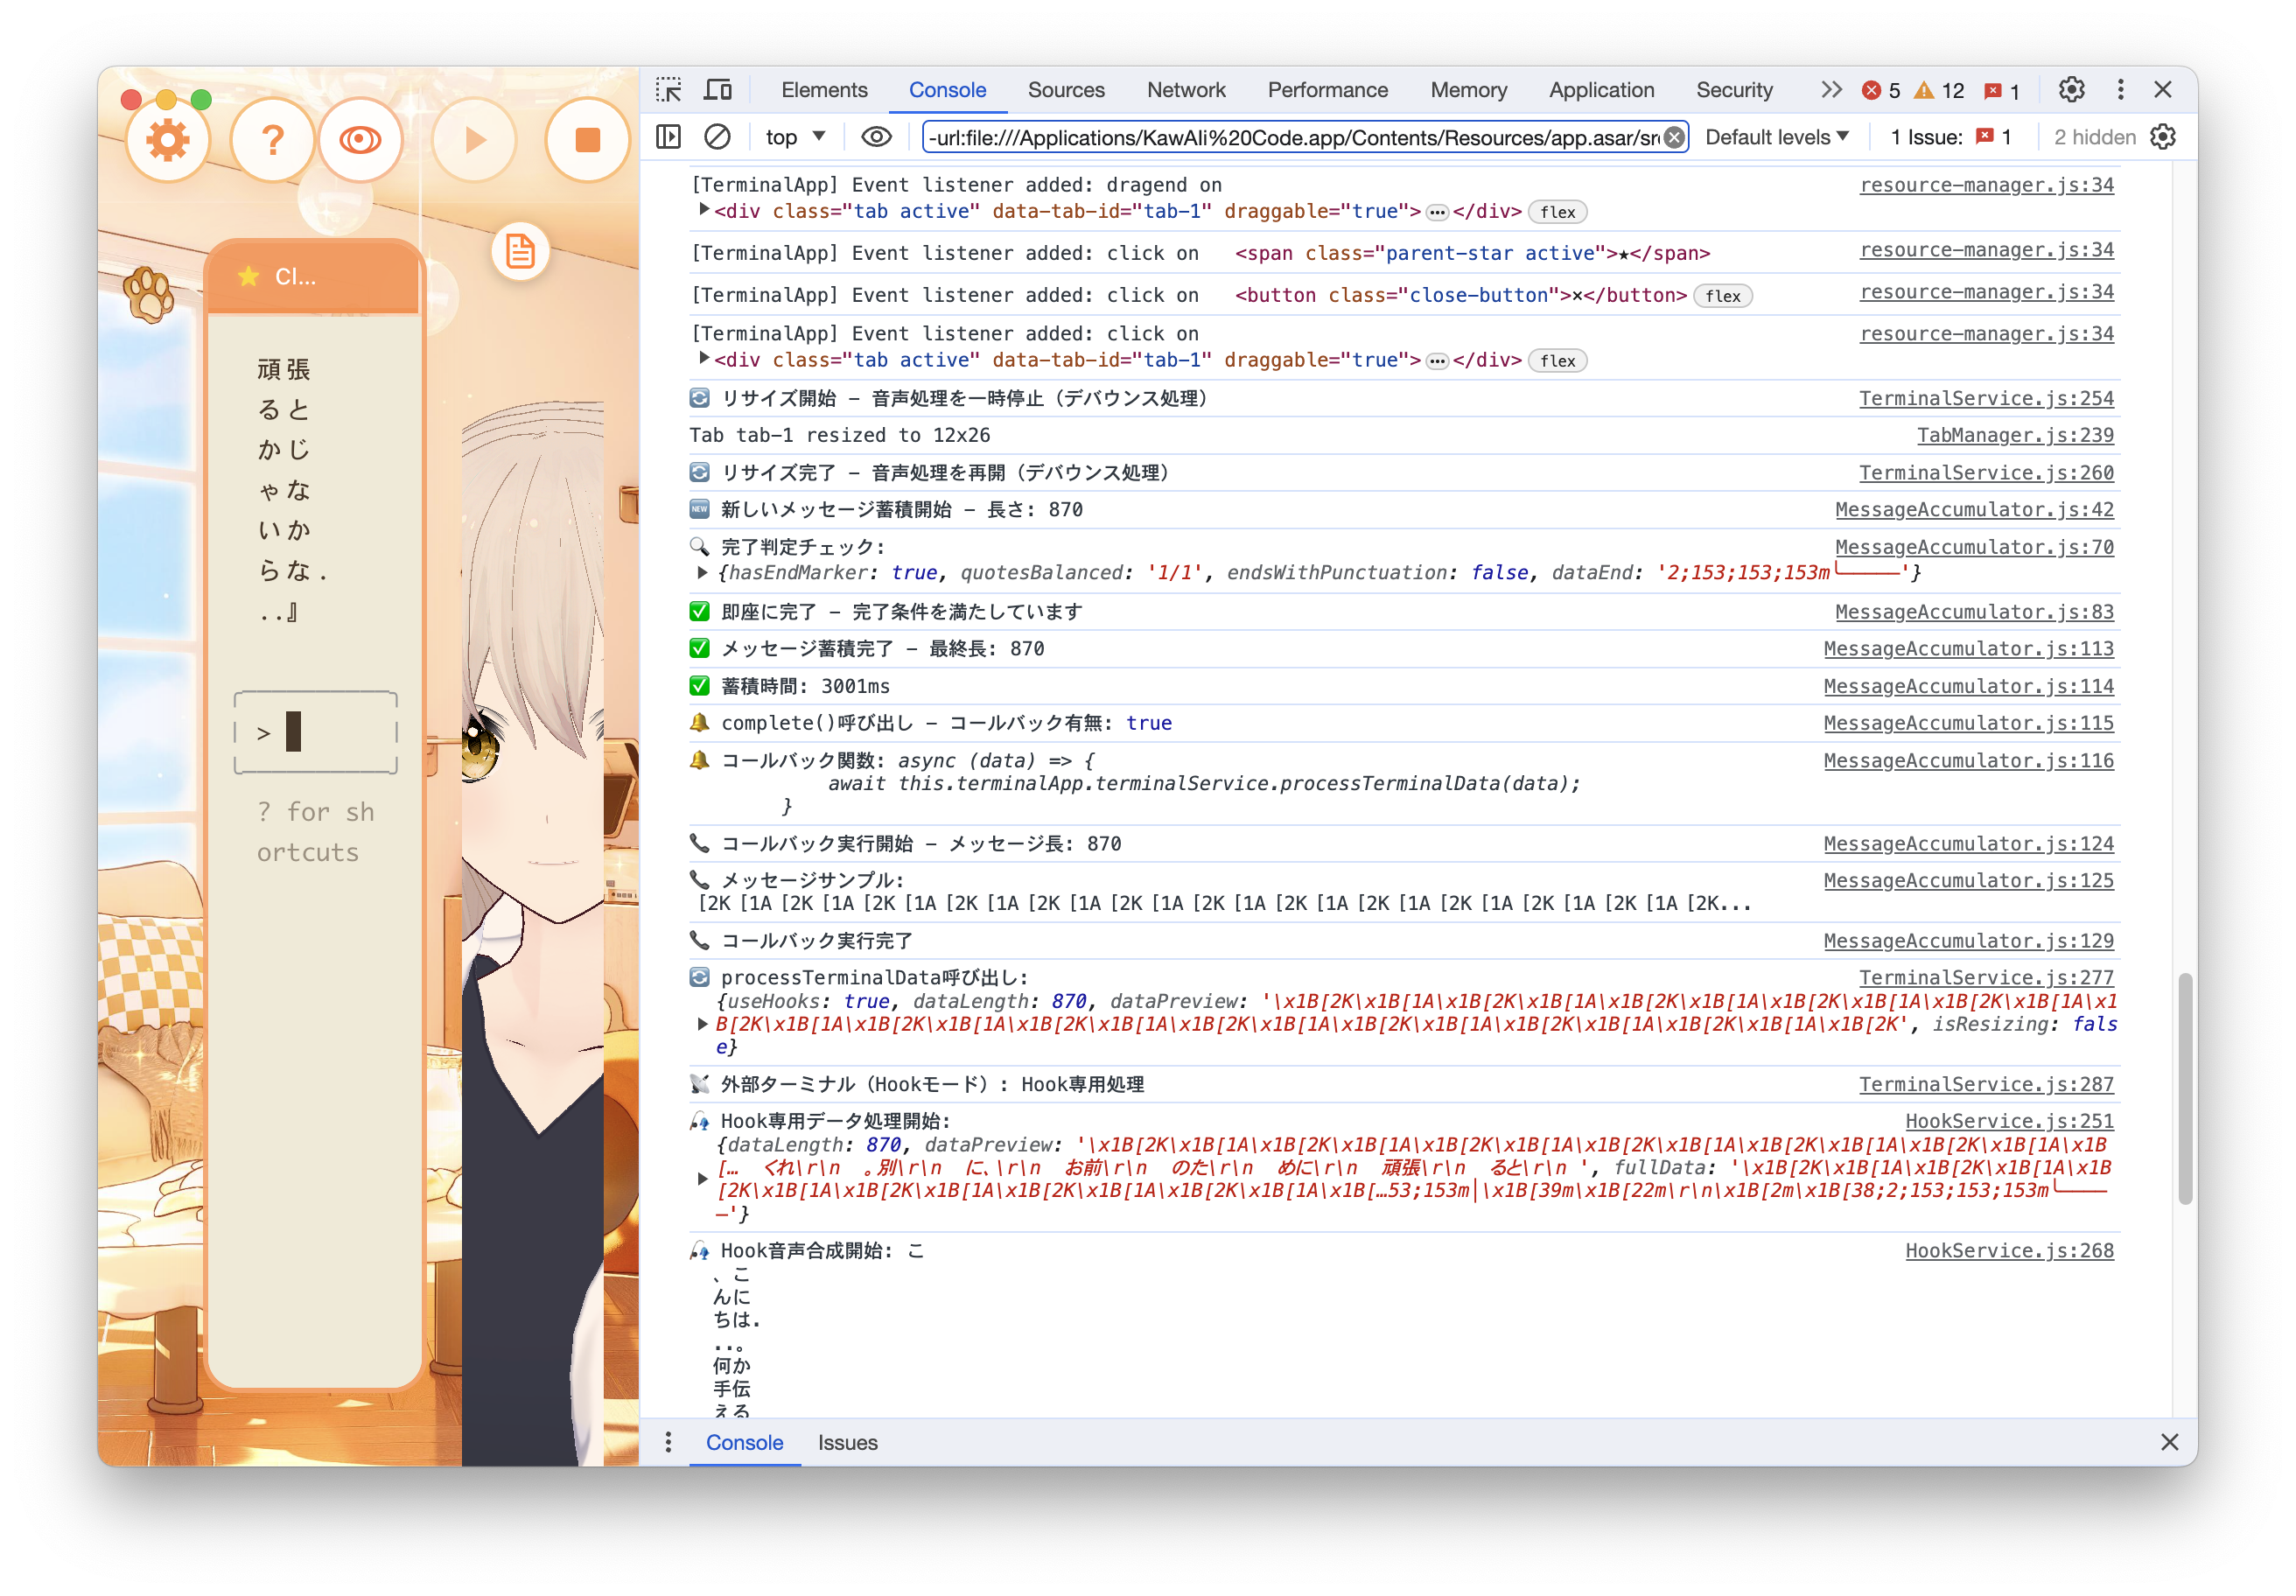 ?
Cl...
頑張
ると
かじ
ゃな
いか
らな.
..』
>
? for sh
ortcuts
Elements Console Sources Network Performance Memory Application Security 5 12 1
top -url:file:///Applications/KawAIi%20Code.app/Contents/Resources/app.asar/sr Default levels 1 Issue: 1 2 hidden
[TerminalApp] Event listener added: dragend on resource-manager.js:34
<div class="tab active" data-tab-id="tab-1" draggable="true">…</div> flex
[TerminalApp] Event listener added: click on <span class="parent-star active">★</span> resource-manager.js:34
[TerminalApp] Event listener added: click on <button class="close-button">×</button> flex resource-manager.js:34
[TerminalApp] Event listener added: click on resource-manager.js:34
<div class="tab active" data-tab-id="tab-1" draggable="true">…</div> flex
🔄 リサイズ開始 - 音声処理を一時停止（デバウンス処理） TerminalService.js:254
Tab tab-1 resized to 12x26 TabManager.js:239
🔄 リサイズ完了 - 音声処理を再開（デバウンス処理） TerminalService.js:260
🆕 新しいメッセージ蓄積開始 - 長さ: 870 MessageAccumulator.js:42
🔍 完了判定チェック: MessageAccumulator.js:70
{hasEndMarker: true, quotesBalanced: '1/1', endsWithPunctuation: false, dataEnd: '2;153;153;153m╰─────'}
✅ 即座に完了 - 完了条件を満たしています MessageAccumulator.js:83
✅ メッセージ蓄積完了 - 最終長: 870 MessageAccumulator.js:113
✅ 蓄積時間: 3001ms MessageAccumulator.js:114
🔔 complete()呼び出し - コールバック有無: true MessageAccumulator.js:115
🔔 コールバック関数: async (data) => { MessageAccumulator.js:116
await this.terminalApp.terminalService.processTerminalData(data);
}
📞 コールバック実行開始 - メッセージ長: 870 MessageAccumulator.js:124
📞 メッセージサンプル: MessageAccumulator.js:125
[2K [1A [2K [1A [2K [1A [2K [1A [2K [1A [2K [1A [2K [1A [2K [1A [2K [1A [2K [1A [2K [1A [2K [1A [2K...
📞 コールバック実行完了 MessageAccumulator.js:129
🔄 processTerminalData呼び出し: TerminalService.js:277
{useHooks: true, dataLength: 870, dataPreview: '\x1B[2K\x1B[1A\x1B[2K\x1B[1A\x1B[2K\x1B[1A\x1B[2K\x1B[1A\x1B[2K\x1B[1A\x1
B[2K\x1B[1A\x1B[2K\x1B[1A\x1B[2K\x1B[1A\x1B[2K\x1B[1A\x1B[2K\x1B[1A\x1B[2K\x1B[1A\x1B[2K', isResizing: fals
e}
📡 外部ターミナル（Hookモード）: Hook専用処理 TerminalService.js:287
🎣 Hook専用データ処理開始: HookService.js:251
{dataLength: 870, dataPreview: '\x1B[2K\x1B[1A\x1B[2K\x1B[1A\x1B[2K\x1B[1A\x1B[2K\x1B[1A\x1B[2K\x1B[1A\x1B[2K\x1B[1A\x1B
[… くれ\r\n 。別\r\n に、\r\n お前\r\n のた\r\n めに\r\n 頑張\r\n ると\r\n ', fullData: '\x1B[2K\x1B[1A\x1B[2K\x1B[1A\x1B
[2K\x1B[1A\x1B[2K\x1B[1A\x1B[2K\x1B[1A\x1B[2K\x1B[1A\x1B[2K\x1B[1A\x1B[…53;153m│\x1B[39m\x1B[22m\r\n\x1B[2m\x1B[38;2;153;153;153m╰────
─'}
🎣 Hook音声合成開始: こ HookService.js:268
、こ
んに
ちは.
..。
何か
手伝
える
Console Issues